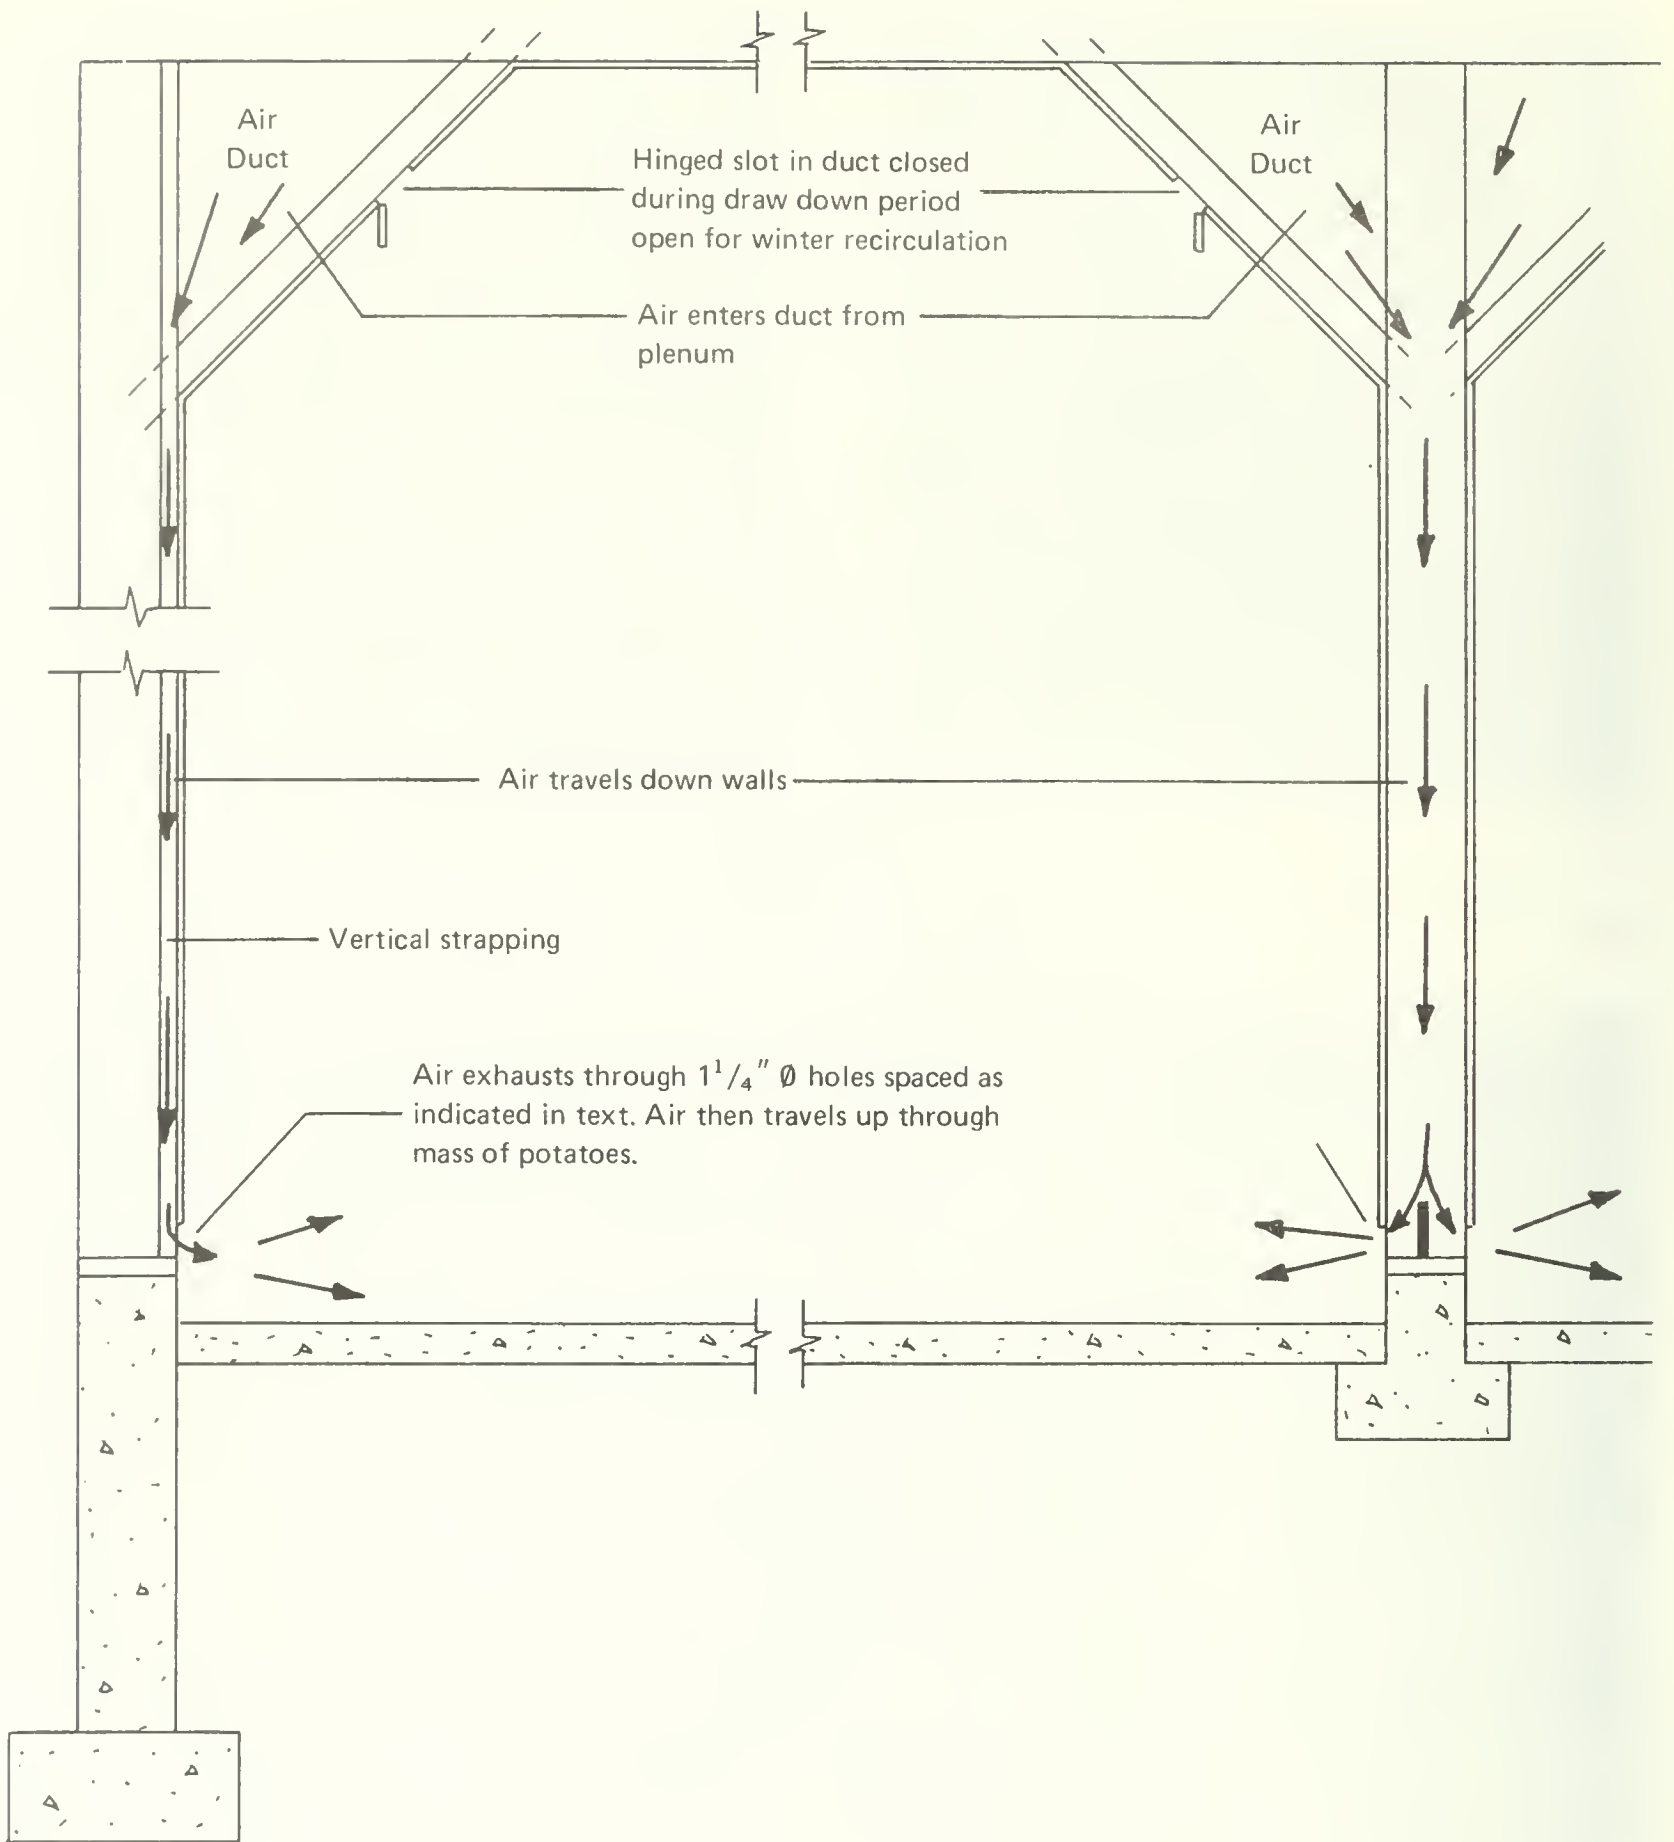 Air
Duct
Air
Duct
Hinged slot in duct closed
during draw down period
open for winter recirculation
Air enters duct from
plenum
Air travels down walls
Vertical strapping
Air exhausts through 1 1/4" Ø holes spaced as
indicated in text. Air then travels up through
mass of potatoes.